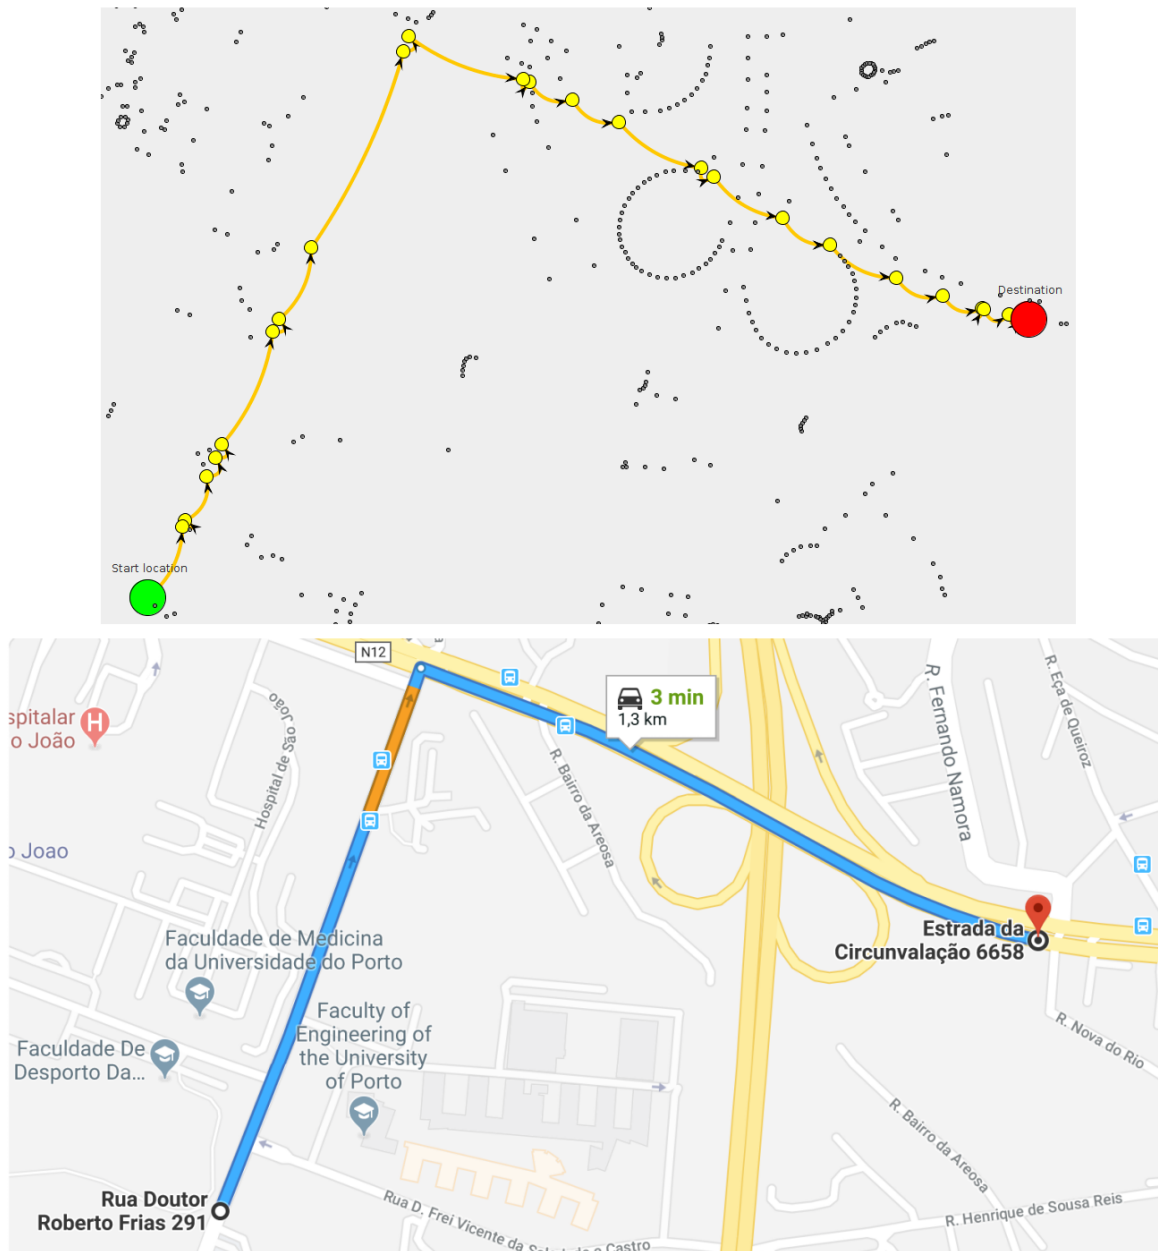 Destination
Start location
N12
3 min
1,3 km
spitalar
o João
Hospital de São João
R. Bairro da Areosa
R. Fernando Namora
R. Eça de Queiroz
o Joao
Faculdade de Medicina
da Universidade do Porto
Estrada da
Circunvalação 6658
Faculty of
Engineering of
the University
of Porto
Faculdade De
Desporto Da...
R. Nova do Rio
R. Bairro da Areosa
Rua Doutor
Roberto Frias 291
Rua D. Frei Vicente da
e Castro
R. Henrique de Sousa Reis